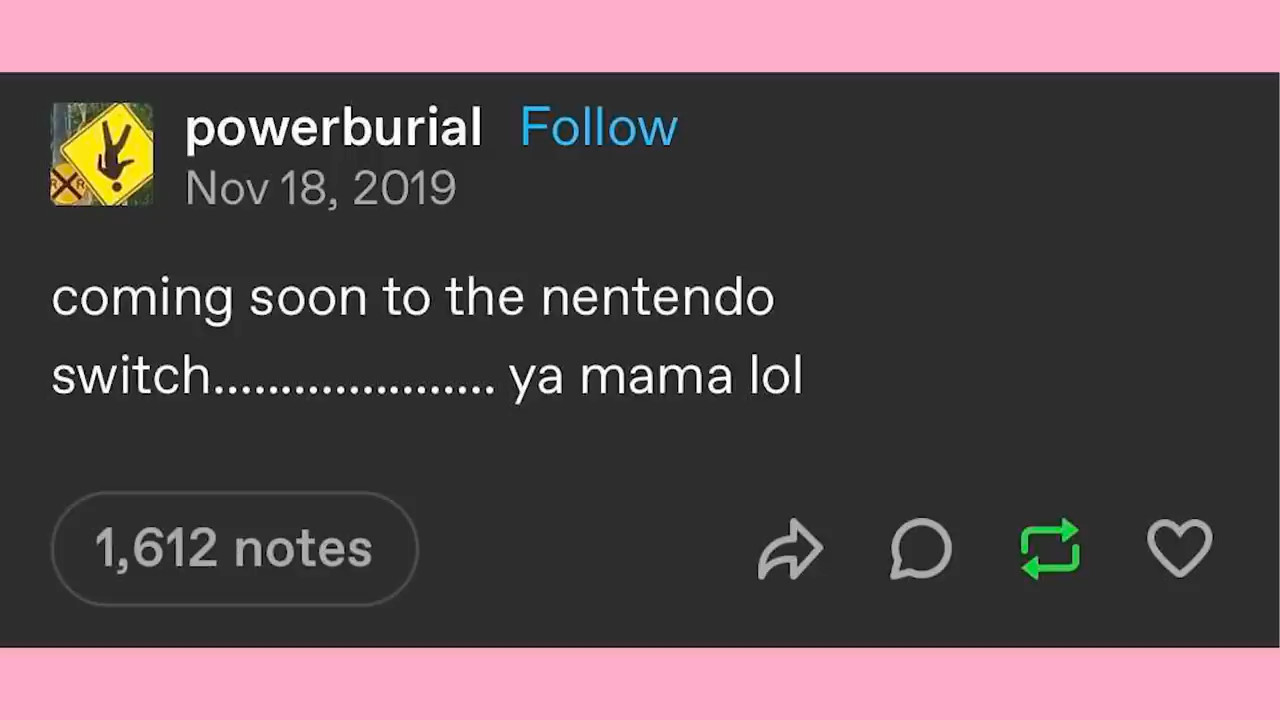 powerburial Follow
Nov 18, 2019
coming soon to the nentendo
switch..................... ya mama lol
1,612 notes